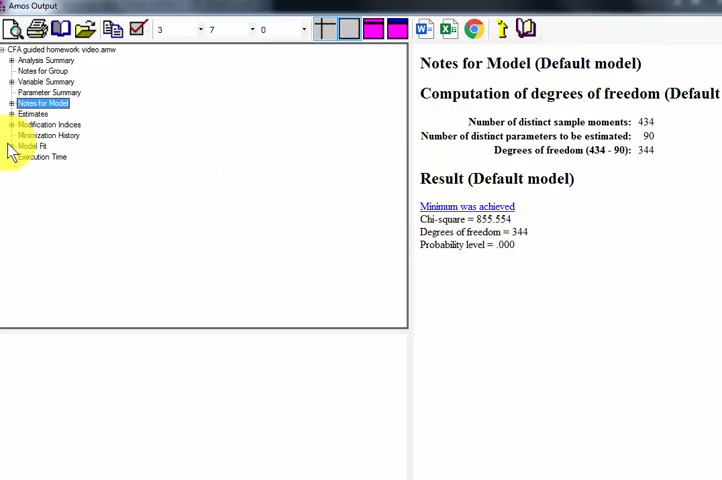 Amos Output
3 7 0
CFA guided homework video.amw
Analysis Summary
Notes for Group
Variable Summary
Parameter Summary
Notes for Model
Estimates
Modification Indices
Minimization History
Model Fit
Execution Time
Notes for Model (Default model)
Computation of degrees of freedom (Default
Number of distinct sample moments: 434
Number of distinct parameters to be estimated: 90
Degrees of freedom (434 - 90): 344
Result (Default model)
Minimum was achieved
Chi-square = 855.554
Degrees of freedom = 344
Probability level = .000